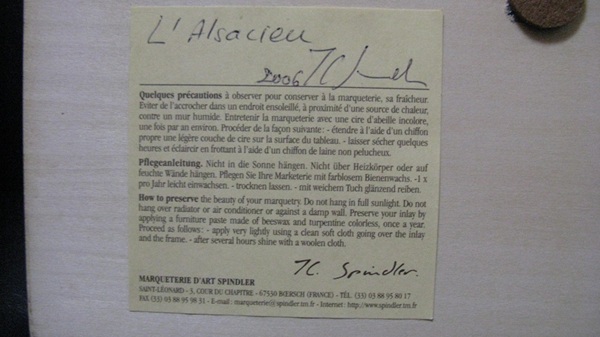 L'Alsacien
2006 JC Spindler
Quelques précautions à observer pour conserver à la marqueterie, sa fraîcheur.
Eviter de l'accrocher dans un endroit ensoleillé, à proximité d'une source de chaleur,
contre un mur humide. Entretenir la marqueterie avec une cire d'abeille incolore,
une fois par an environ. Procéder de la façon suivante: - étendre à l'aide d'un chiffon
propre une légère couche de cire sur la surface du tableau. - laisser sécher quelques
heures et éclaircir en frottant à l'aide d'un chiffon de laine non pelucheux.
Pflegeanleitung. Nicht in die Sonne hängen. Nicht über Heizkörper oder auf
feuchte Wände hängen. Pflegen Sie Ihre Marketerie mit farblosem Bienenwachs. -1 x
pro Jahr leicht einwachsen. - trocknen lassen. - mit weichem Tuch glänzend reiben.
How to preserve the beauty of your marquetry. Do not hang in full sunlight. Do not
hang over radiator or air conditioner or against a damp wall. Preserve your inlay by
applying a furniture paste made of beeswax and turpentine colorless, once a year.
Proceed as follows: - apply very lightly using a clean soft cloth going over the inlay
and the frame. - after several hours shine with a woolen cloth.
JC. Spindler.
MARQUETERIE D'ART SPINDLER
SAINT-LÉONARD - 3, COUR DU CHAPITRE - 67530 BŒRSCH (FRANCE) - TÉL. (33) 03 88 95 80 17
FAX (33) 03 88 95 98 31 - E-mail : marqueterie@spindler.tm.fr - Internet : http://www.spindler.tm.fr